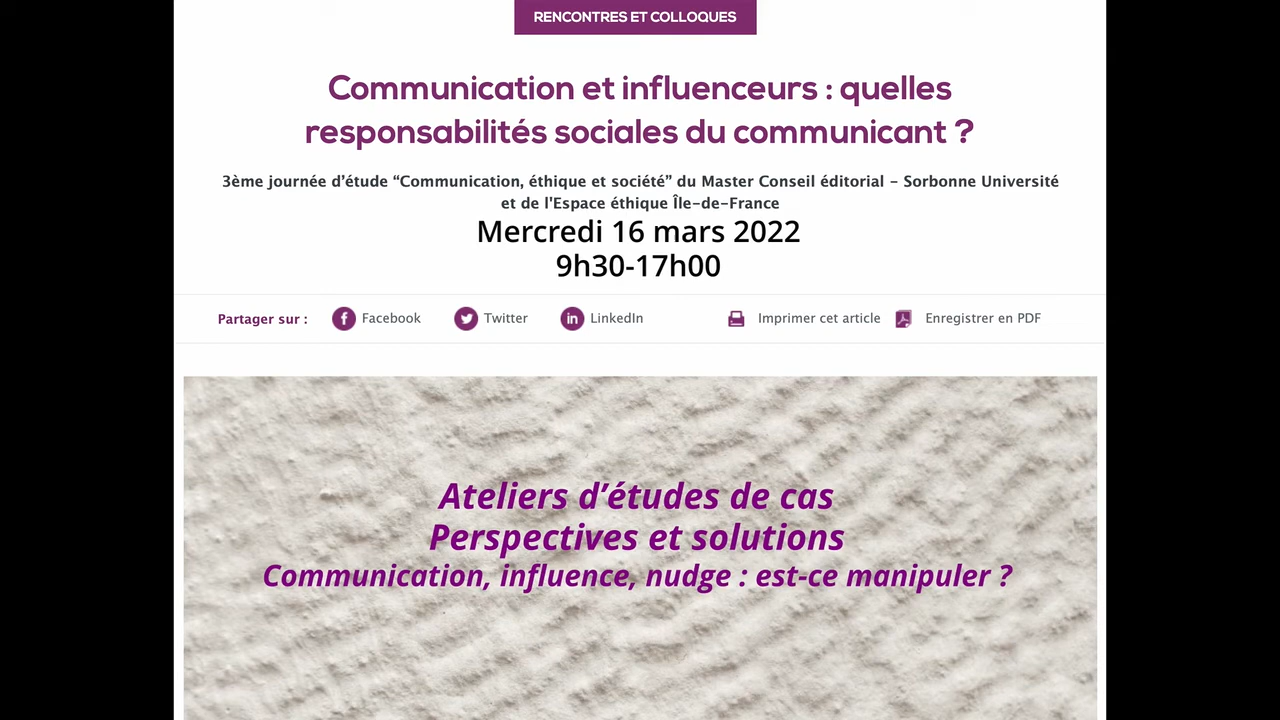 RENCONTRES ET COLLOQUES
Communication et influenceurs : quelles
responsabilités sociales du communicant ?
3ème journée d’étude “Communication, éthique et société” du Master Conseil éditorial – Sorbonne Université
et de l'Espace éthique Île-de-France
Mercredi 16 mars 2022
9h30-17h00
Partager sur : Facebook Twitter LinkedIn Imprimer cet article Enregistrer en PDF
Ateliers d’études de cas
Perspectives et solutions
Communication, influence, nudge : est-ce manipuler ?